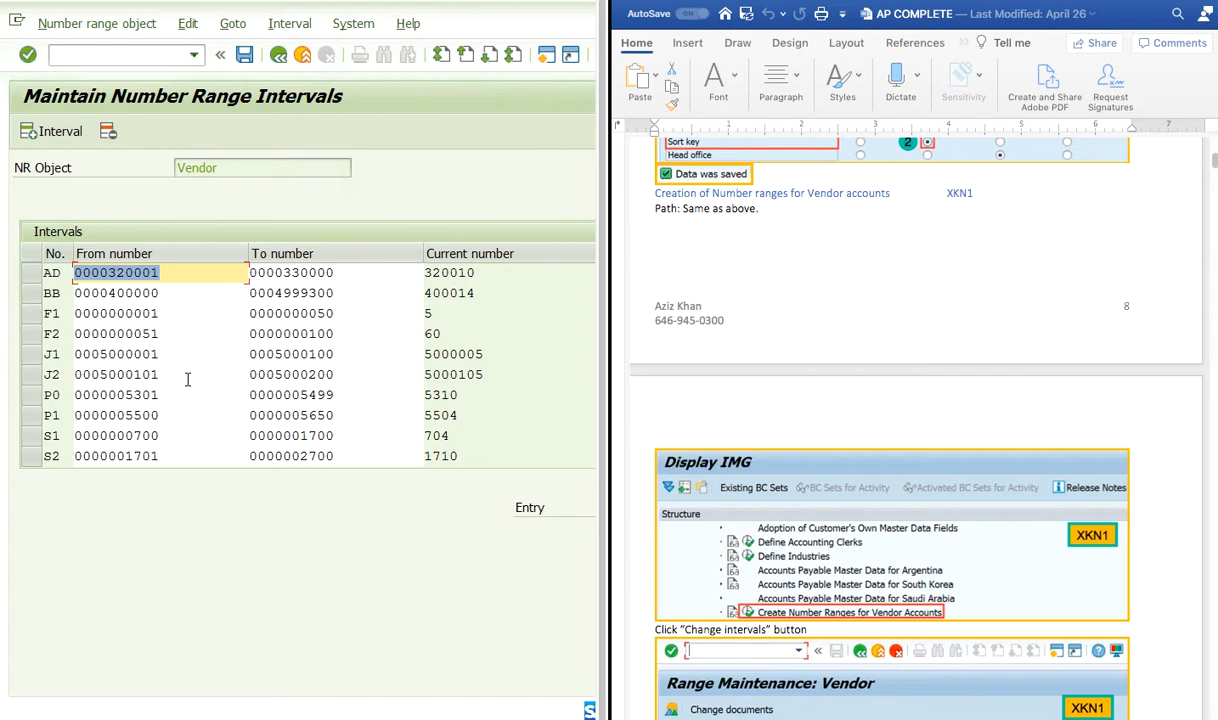 Number range object Edit Goto Interval System Help
Maintain Number Range Intervals
Interval
NR Object Vendor
Intervals
No. From number To number Current number
AD 0000320001 0000330000 320010
BB 0000400000 0004999300 400014
F1 0000000001 0000000050 5
F2 0000000051 0000000100 60
J1 0005000001 0005000100 5000005
J2 0005000101 0005000200 5000105
P0 0000005301 0000005499 5310
P1 0000005500 0000005650 5504
S1 0000000700 0000001700 704
S2 0000001701 0000002700 1710
Entry
AutoSave ON AP COMPLETE — Last Modified: April 26
Home Insert Draw Design Layout References Tell me Share Comments
Paste Font Paragraph Styles Dictate Sensitivity Create and Share Adobe PDF Request Signatures
1 2 3 4 5 6 7
Sort key 2
Head office
Data was saved
Creation of Number ranges for Vendor accounts XKN1
Path: Same as above.
Aziz Khan
646-945-0300 8
Display IMG
Existing BC Sets BC Sets for Activity Activated BC Sets for Activity Release Notes
Structure
Adoption of Customer's Own Master Data Fields
Define Accounting Clerks XKN1
Define Industries
Accounts Payable Master Data for Argentina
Accounts Payable Master Data for South Korea
Accounts Payable Master Data for Saudi Arabia
Create Number Ranges for Vendor Accounts
Click “Change intervals” button
Range Maintenance: Vendor
Change documents XKN1